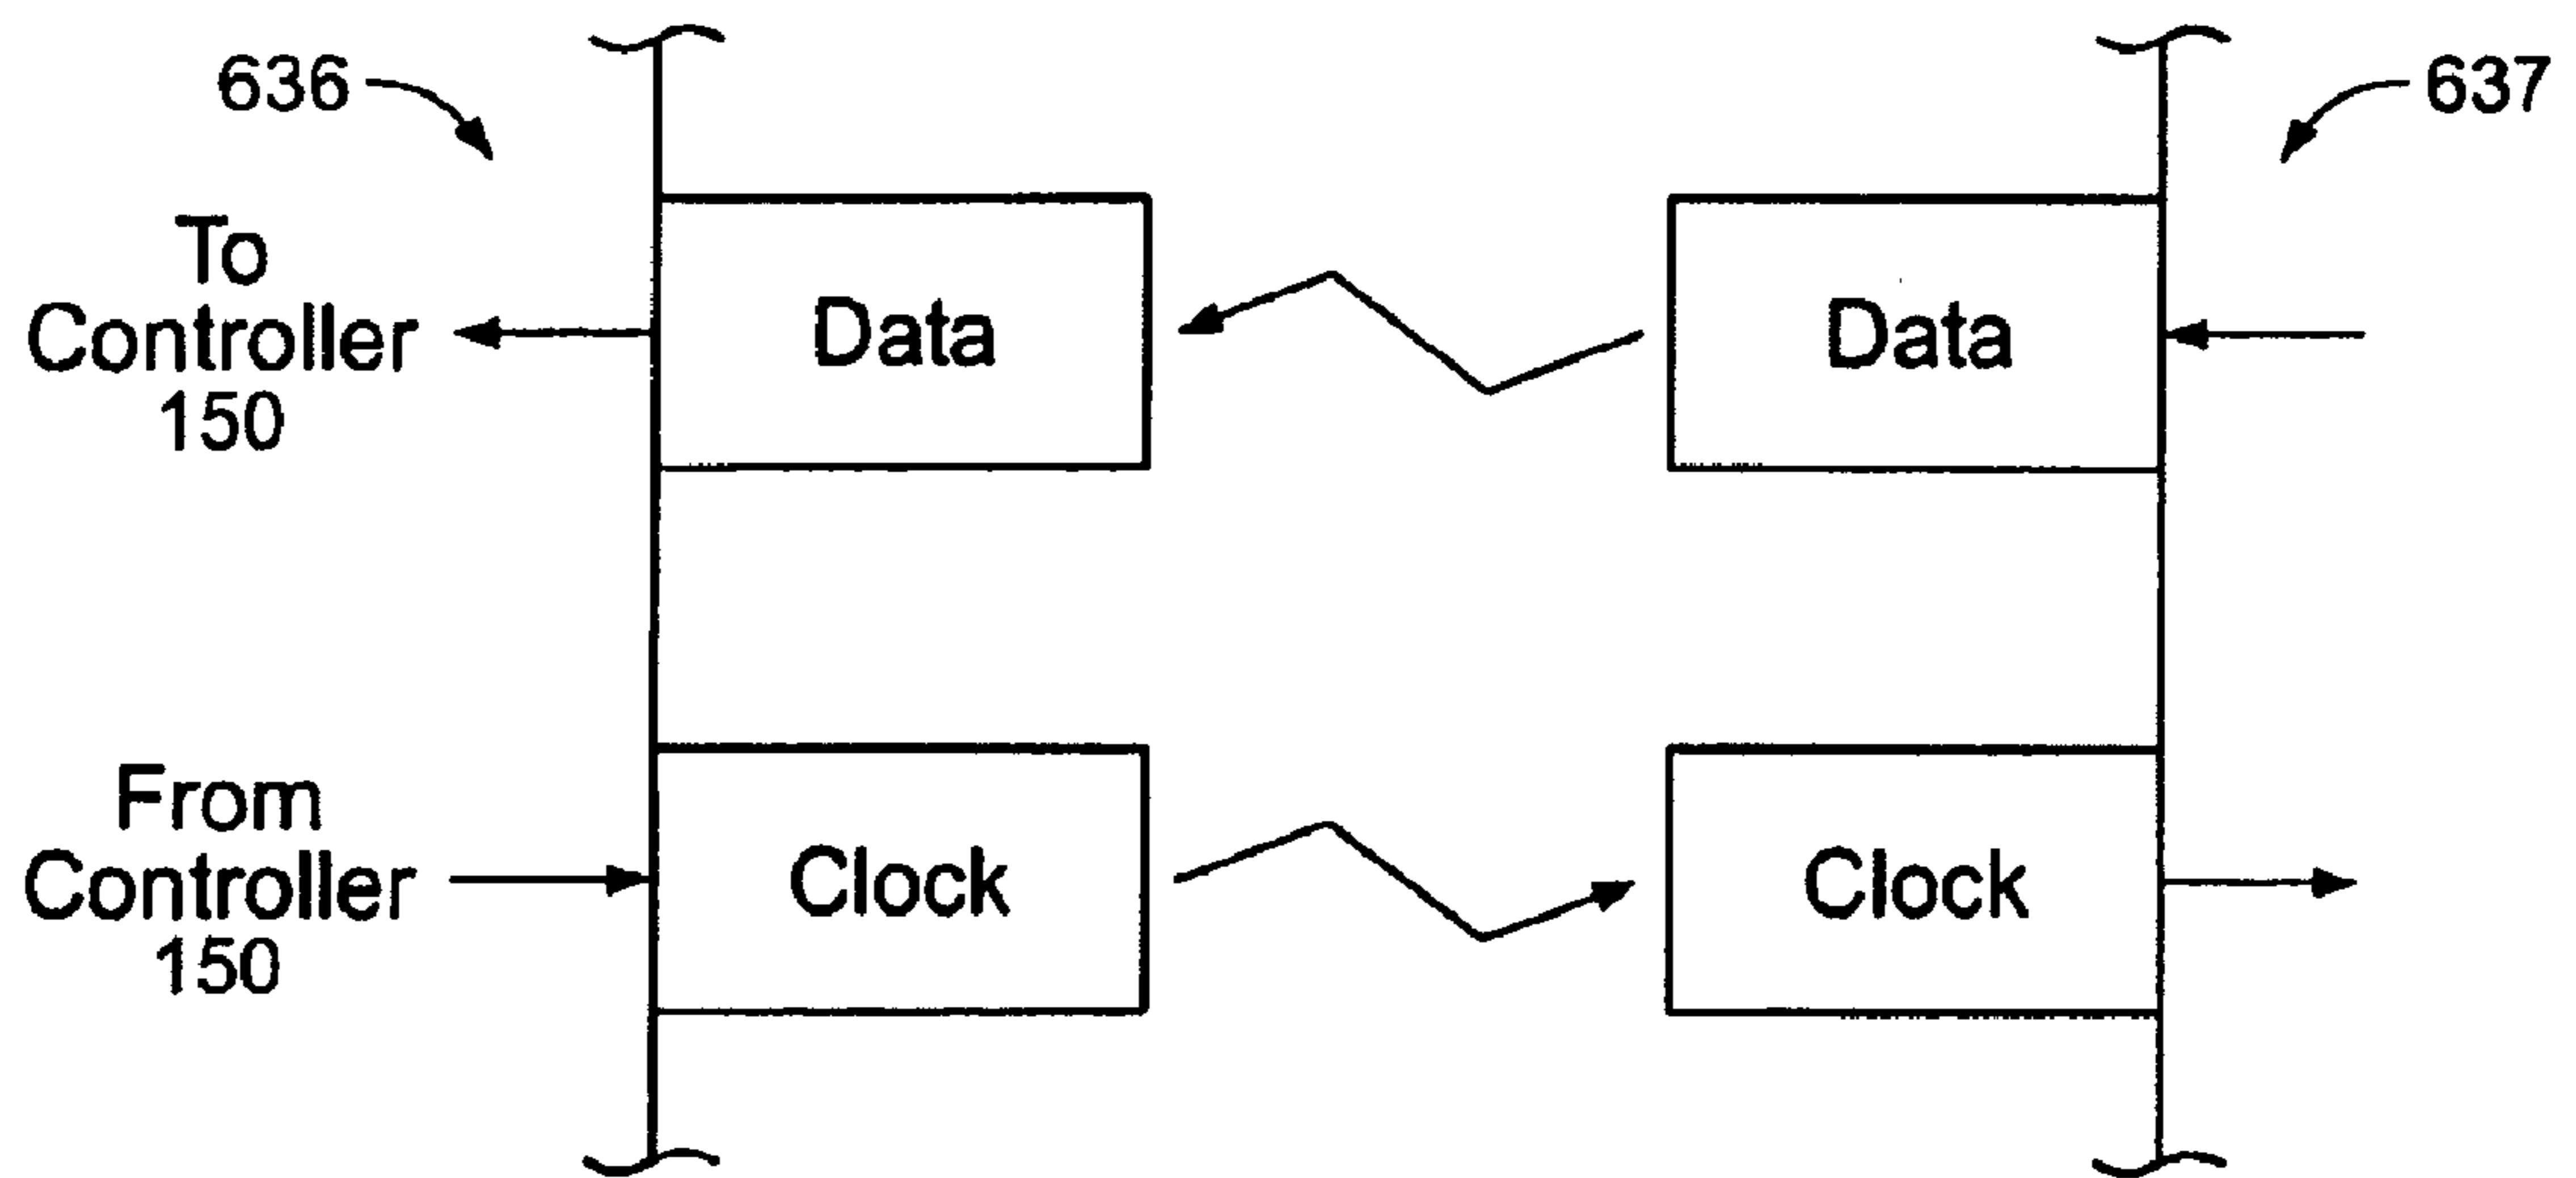 636
637
To
Controller
150
Data
Data
From
Controller
150
Clock
Clock